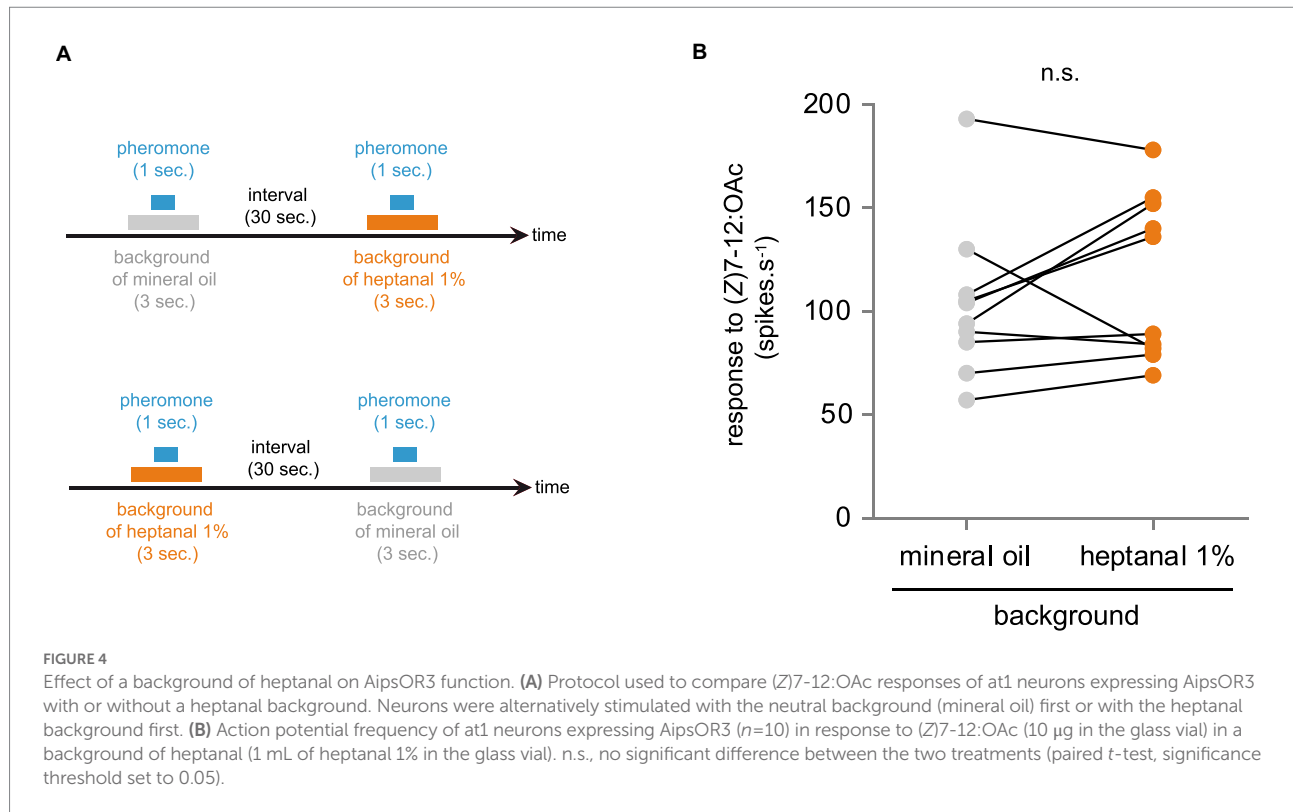 A
pheromone
(1 sec.)
pheromone
(1 sec.)
interval
(30 sec.)
time
background
of mineral oil
(3 sec.)
background
of heptanal 1%
(3 sec.)
pheromone
(1 sec.)
pheromone
(1 sec.)
interval
(30 sec.)
time
background
of heptanal 1%
(3 sec.)
background
of mineral oil
(3 sec.)
B
n.s.
response to (Z)7-12:OAc
(spikes.s⁻¹)
200
150
100
50
0
mineral oil heptanal 1%
background
FIGURE 4
Effect of a background of heptanal on AipsOR3 function. (A) Protocol used to compare (Z)7-12:OAc responses of at1 neurons expressing AipsOR3
with or without a heptanal background. Neurons were alternatively stimulated with the neutral background (mineral oil) first or with the heptanal
background first. (B) Action potential frequency of at1 neurons expressing AipsOR3 (n=10) in response to (Z)7-12:OAc (10 μg in the glass vial) in a
background of heptanal (1 mL of heptanal 1% in the glass vial). n.s., no significant difference between the two treatments (paired t-test, significance
threshold set to 0.05).